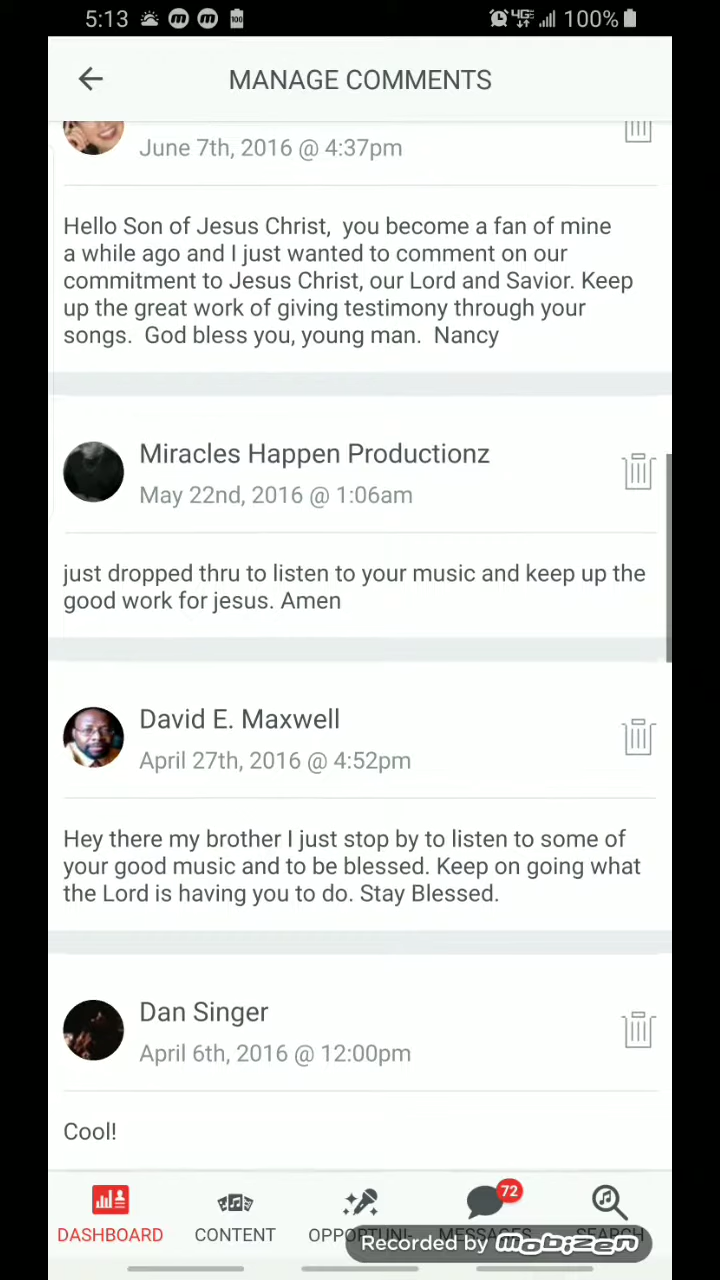 5:13
4GE
100%
MANAGE COMMENTS
June 7th, 2016 @ 4:37pm
Hello Son of Jesus Christ,  you become a fan of mine
a while ago and I just wanted to comment on our
commitment to Jesus Christ, our Lord and Savior. Keep
up the great work of giving testimony through your
songs.  God bless you, young man.  Nancy
Miracles Happen Productionz
May 22nd, 2016 @ 1:06am
just dropped thru to listen to your music and keep up the
good work for jesus. Amen
David E. Maxwell
April 27th, 2016 @ 4:52pm
Hey there my brother I just stop by to listen to some of
your good music and to be blessed. Keep on going what
the Lord is having you to do. Stay Blessed.
Dan Singer
April 6th, 2016 @ 12:00pm
Cool!
72
DASHBOARD CONTENT OPPORTUNI- MESSAGES SEARCH
Recorded by mobizen